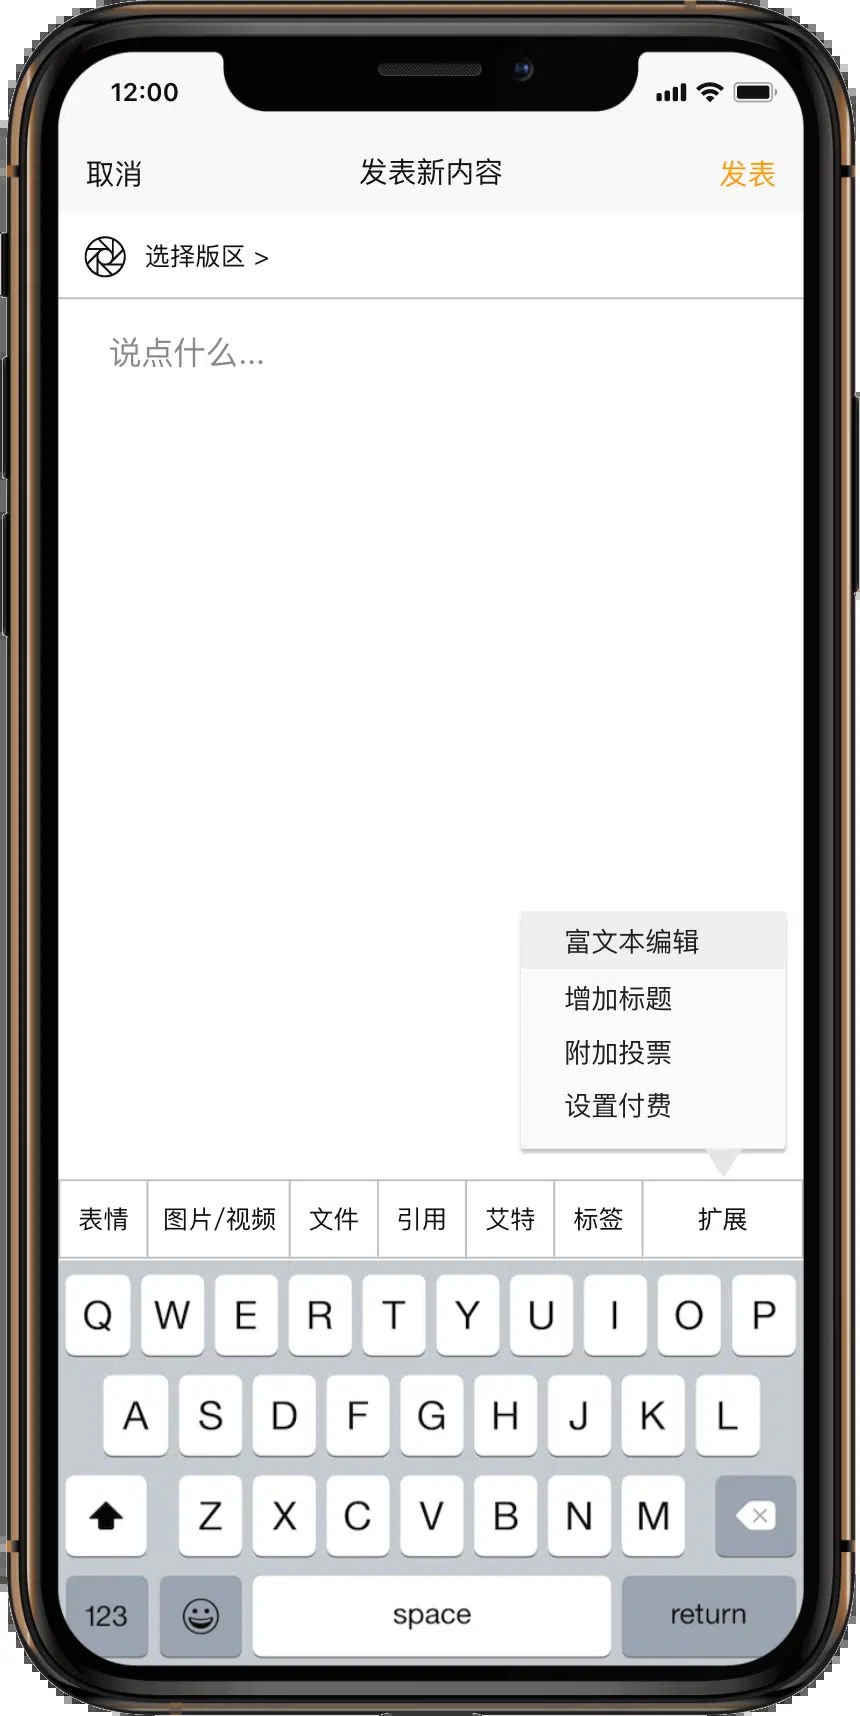 12:00
取消 发表新内容 发表
选择版区 >
说点什么...
富文本编辑
增加标题
附加投票
设置付费
表情 图片/视频 文件 引用 艾特 标签 扩展
Q W E R T Y U I O P
A S D F G H J K L
Z X C V B N M
123 space return